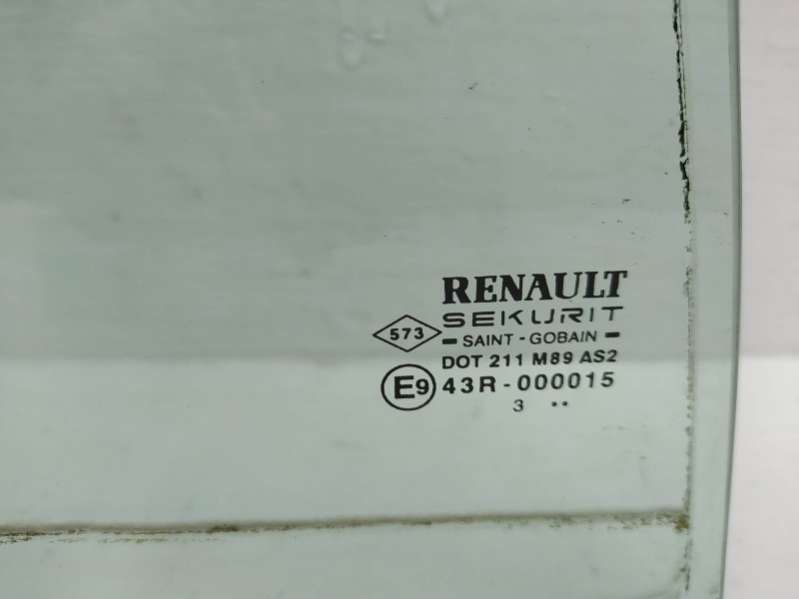 RENAULT
573
SEKURIT
SAINT - GOBAIN
DOT 211 M89 AS2
E9 43R - 000015
3 ••